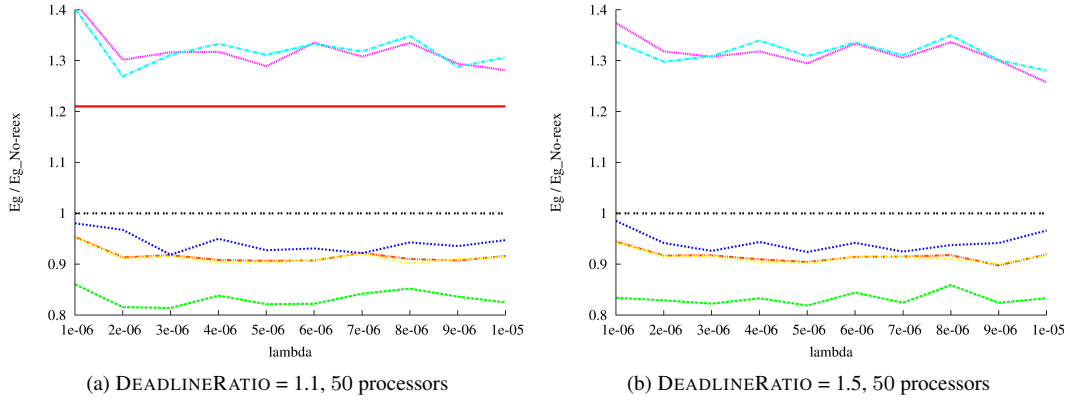 1.4
1.3
1.2
1.1
1
0.9
0.8
Eg / Eg_No-reex
1e-06 2e-06 3e-06 4e-06 5e-06 6e-06 7e-06 8e-06 9e-06 1e-05
lambda
(a) DEADLINERATIO = 1.1, 50 processors
1.4
1.3
1.2
1.1
1
0.9
0.8
Eg / Eg_No-reex
1e-06 2e-06 3e-06 4e-06 5e-06 6e-06 7e-06 8e-06 9e-06 1e-05
lambda
(b) DEADLINERATIO = 1.5, 50 processors